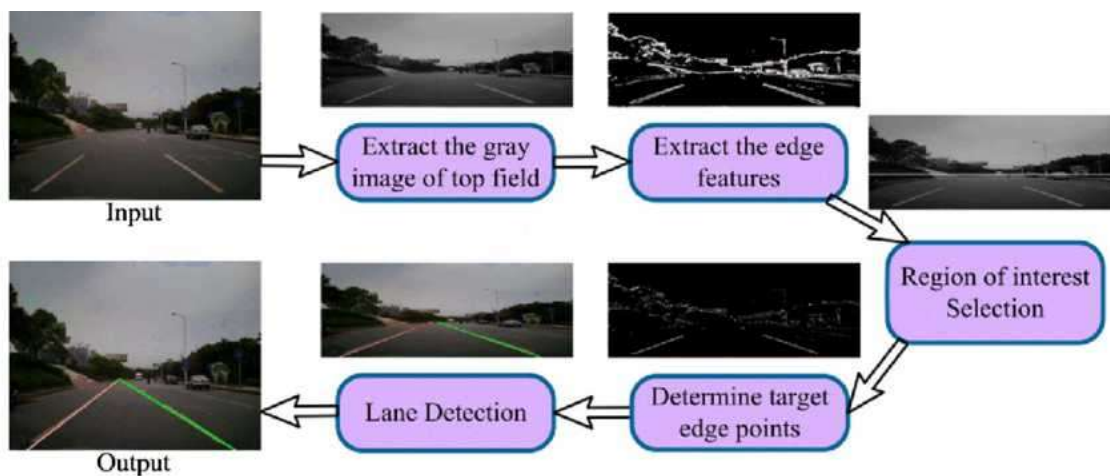 Input
Extract the gray
image of top field
Extract the edge
features
Region of interest
Selection
Determine target
edge points
Lane Detection
Output